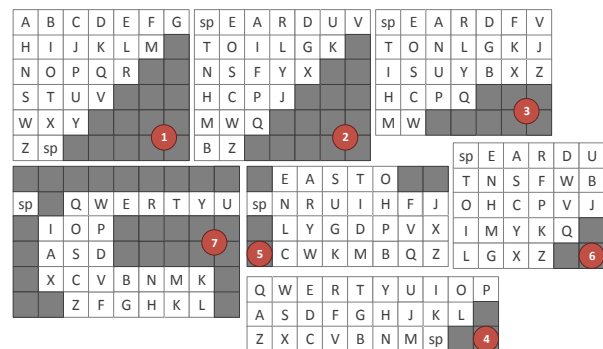 A B C D E F G
H I J K L M
N O P Q R
S T U V
W X Y
Z sp
1
sp E A R D U V
T O I L G K
N S F Y X
H C P J
M W Q
B Z
2
sp E A R D F V
T O N L G K J
I S U Y B X Z
H C P Q
M W
3
sp Q W E R T Y U
I O P
A S D
X C V B N M K
Z F G H K L
7
E A S T O
sp N R U I H F J
L Y G D P V X
C W K M B Q Z
5
sp E A R D U
T N S F W B
O H C P V J
I M Y K Q
L G X Z
6
Q W E R T Y U I O P
A S D F G H J K L
Z X C V B N M sp
4